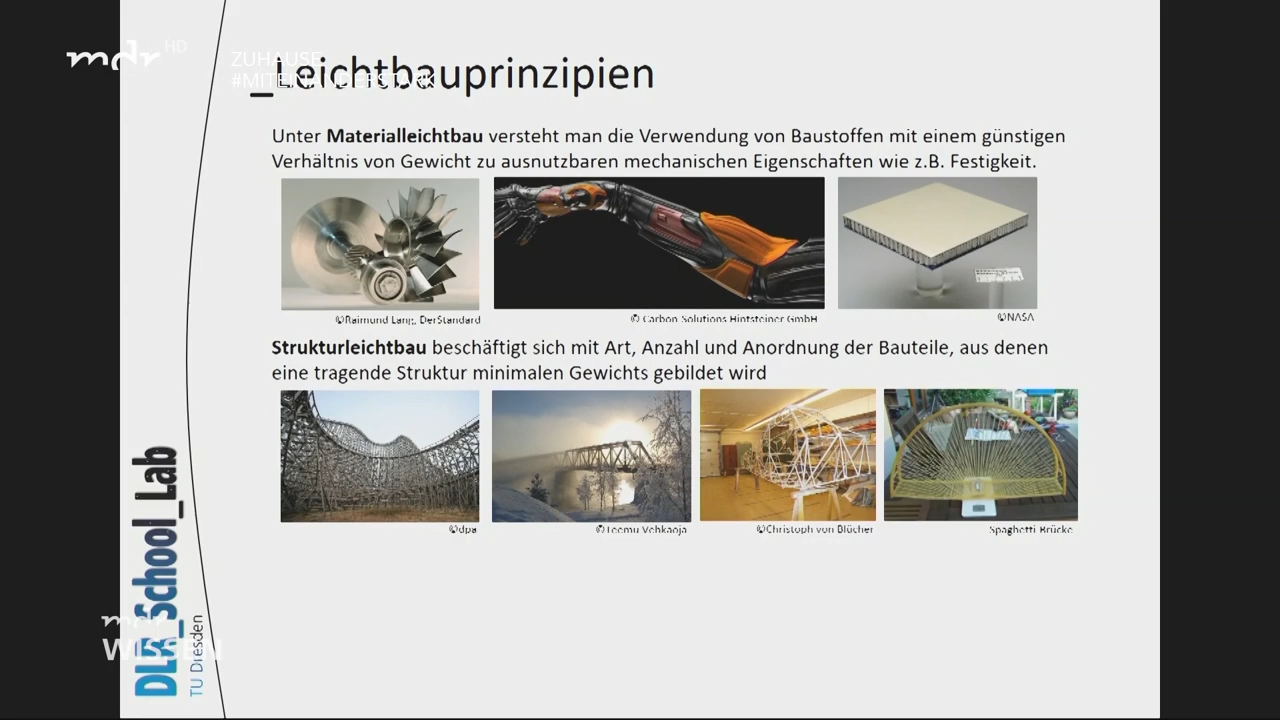 mdr HD
ZUHAUSE
#MITEINANDERSTARK
_Leichtbauprinzipien
Unter Materialleichtbau versteht man die Verwendung von Baustoffen mit einem günstigen
Verhältnis von Gewicht zu ausnutzbaren mechanischen Eigenschaften wie z.B. Festigkeit.
©Raimund Lang, DerStandard
© Carbon Solutions Hintsteiner GmbH
©NASA
Strukturleichtbau beschäftigt sich mit Art, Anzahl und Anordnung der Bauteile, aus denen
eine tragende Struktur minimalen Gewichts gebildet wird
©dpa
©Teemu Vehkaoja
©Christoph von Blücher
Spaghetti-Brücke
DLR_School_Lab
TU Dresden
mdr
WISSEN